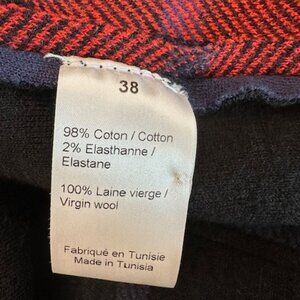 38
98% Coton / Cotton
2% Elasthanne /
Elastane
100% Laine vierge /
Virgin wool
Fabriqué en Tunisie
Made in Tunisia